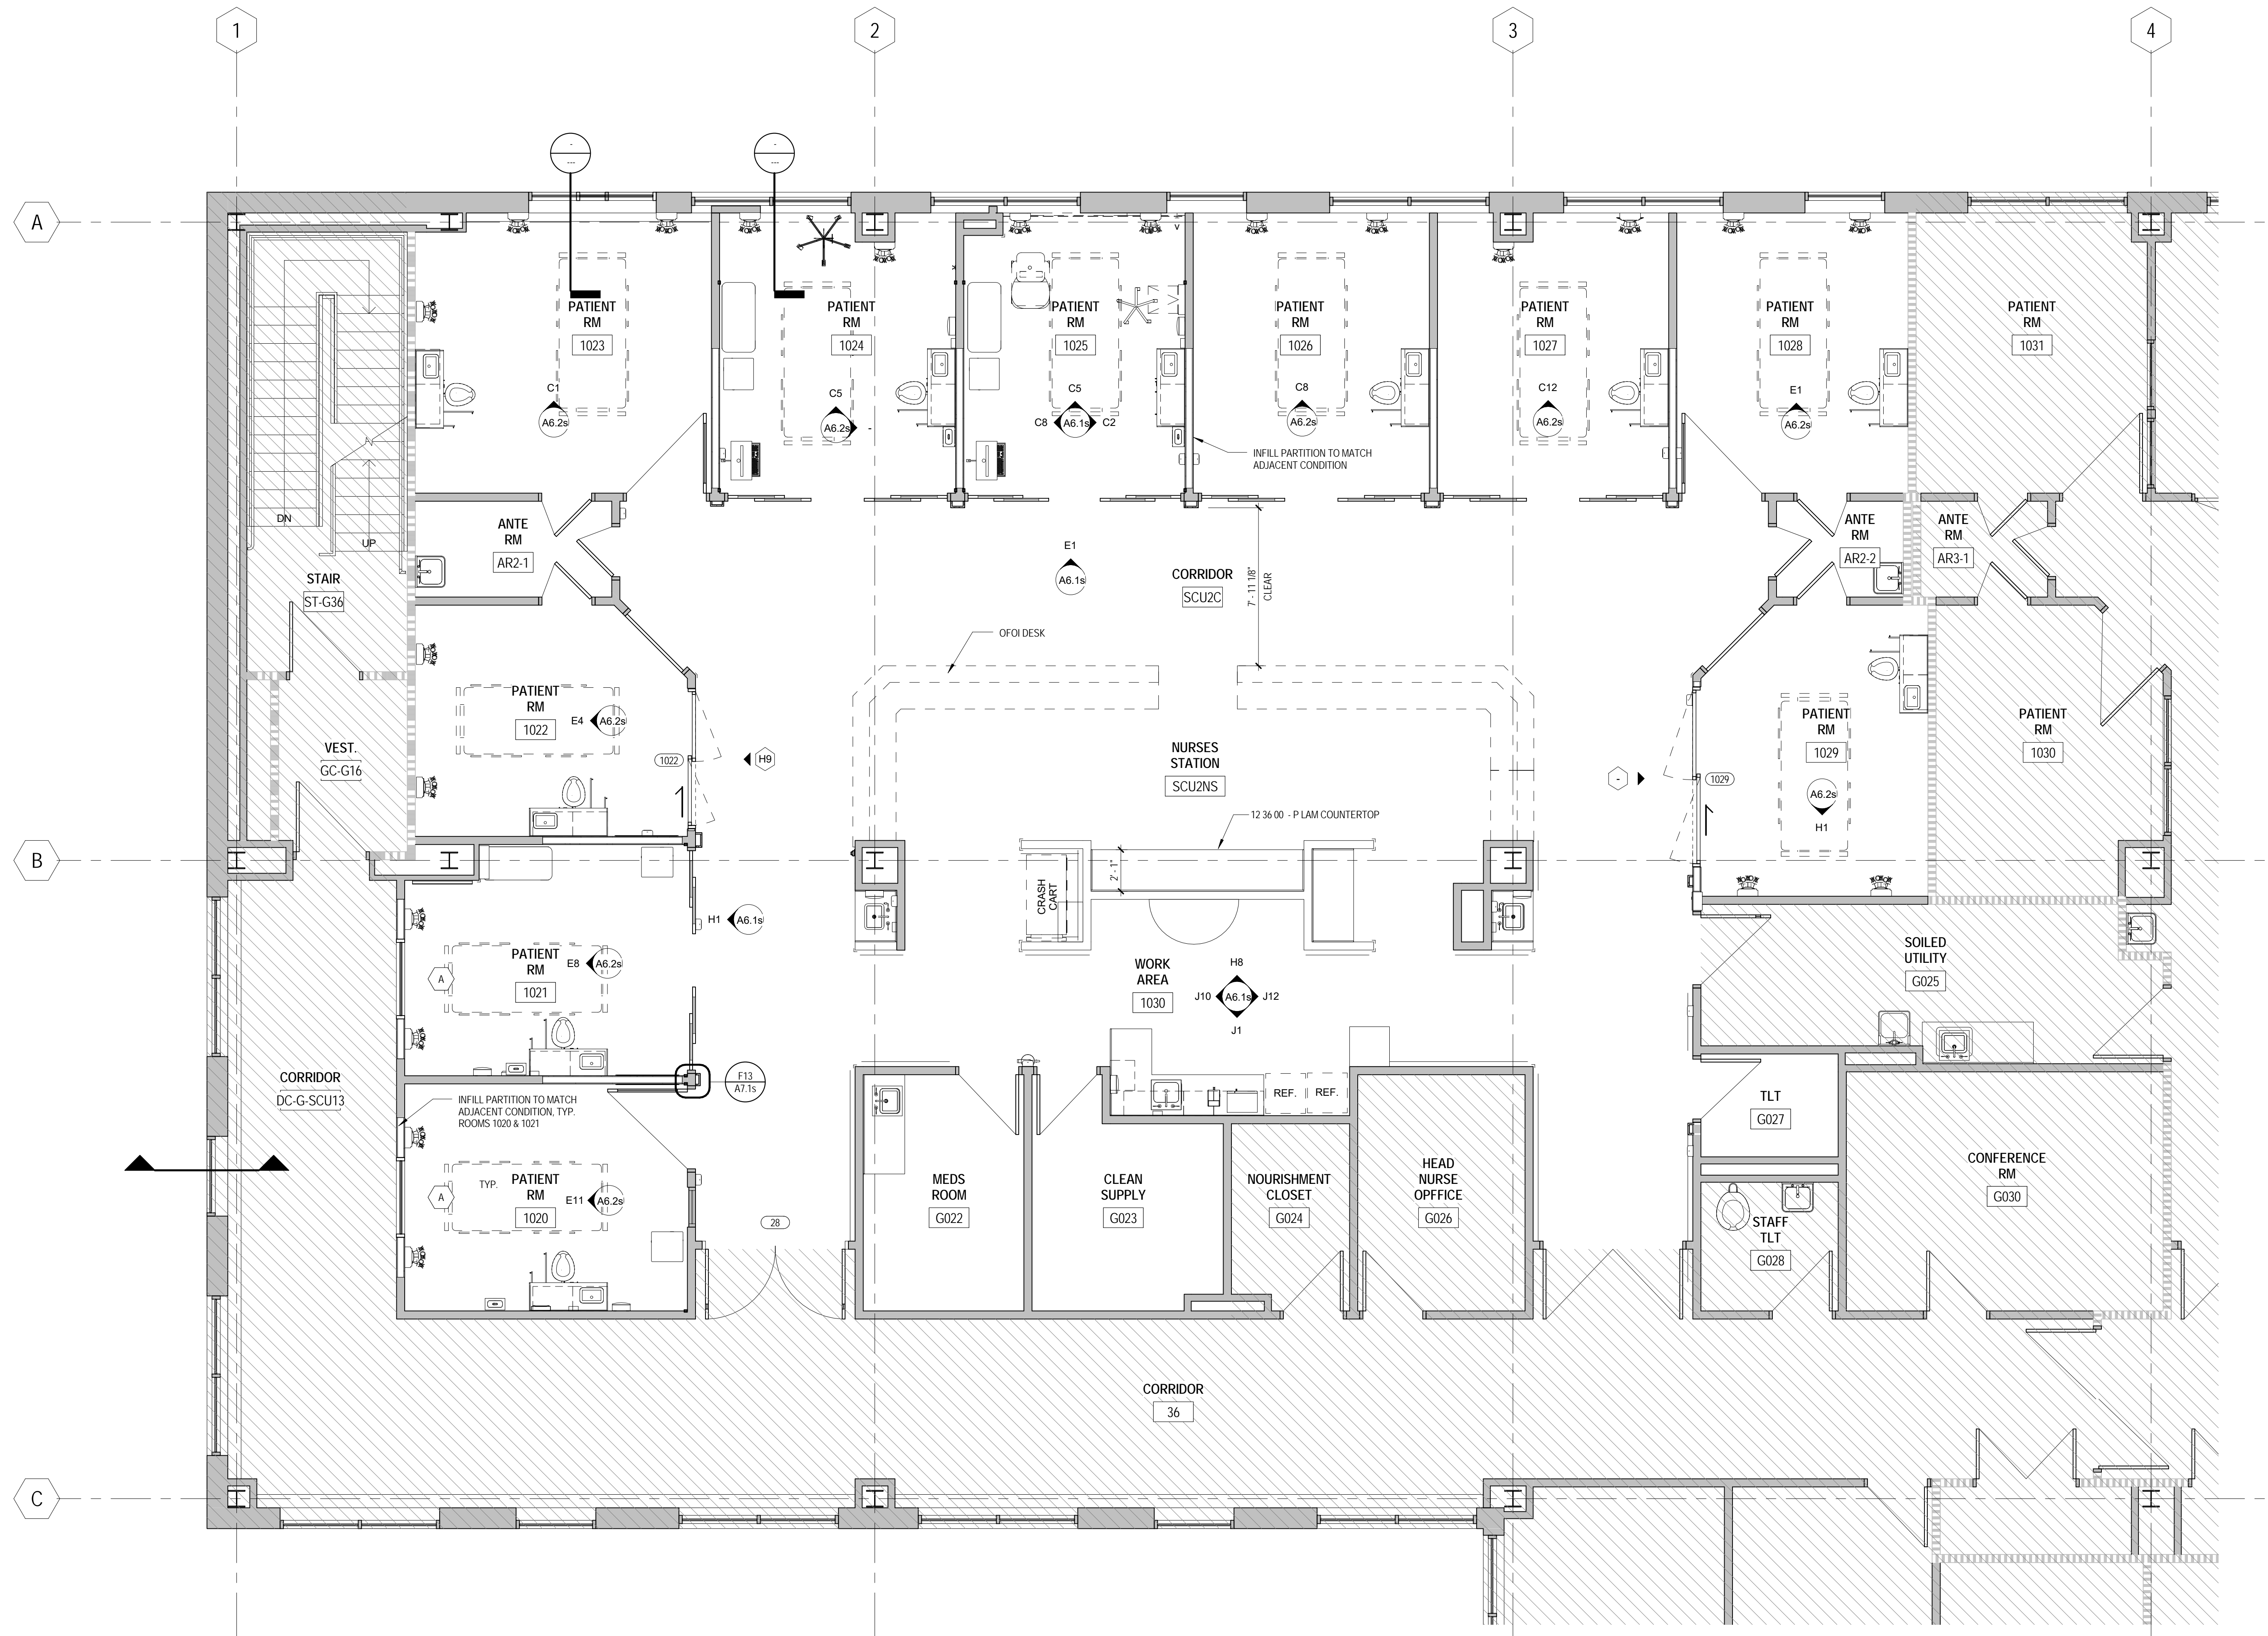 1
2
3
4
A
-
---
-
---
PATIENT
RM
1023
PATIENT
RM
1024
PATIENT
RM
1025
PATIENT
RM
1026
PATIENT
RM
1027
PATIENT
RM
1028
PATIENT
RM
1031
C1
A6.2s
C5
A6.2s
-
C5
C8
A6.1s
C2
C8
A6.2s
C12
A6.2s
E1
A6.2s
INFILL PARTITION TO MATCH
ADJACENT CONDITION
DN
UP
ANTE
RM
AR2-1
ANTE
RM
AR2-2
ANTE
RM
AR3-1
STAIR
ST-G36
E1
A6.1s
CORRIDOR
SCU2C
7' - 11 1/8"
CLEAR
OFOI DESK
PATIENT
RM
1022
E4
A6.2s
1022
H9
VEST.
GC-G16
NURSES
STATION
SCU2NS
-
1029
PATIENT
RM
1029
A6.2s
H1
PATIENT
RM
1030
12 36 00 - P LAM COUNTERTOP
B
2' - 1"
CRASH
CART
H1
A6.1s
PATIENT
RM
1021
E8
A6.2s
A
WORK
AREA
1030
H8
J10
A6.1s
J12
J1
SOILED
UTILITY
G025
CORRIDOR
DC-G-SCU13
F13
A7.1s
INFILL PARTITION TO MATCH
ADJACENT CONDITION, TYP.
ROOMS 1020 & 1021
REF.
REF.
TLT
G027
A
TYP.
PATIENT
RM
1020
E11
A6.2s
28
MEDS
ROOM
G022
CLEAN
SUPPLY
G023
NOURISHMENT
CLOSET
G024
HEAD
NURSE
OPFFICE
G026
STAFF
TLT
G028
CONFERENCE
RM
G030
CORRIDOR
36
C